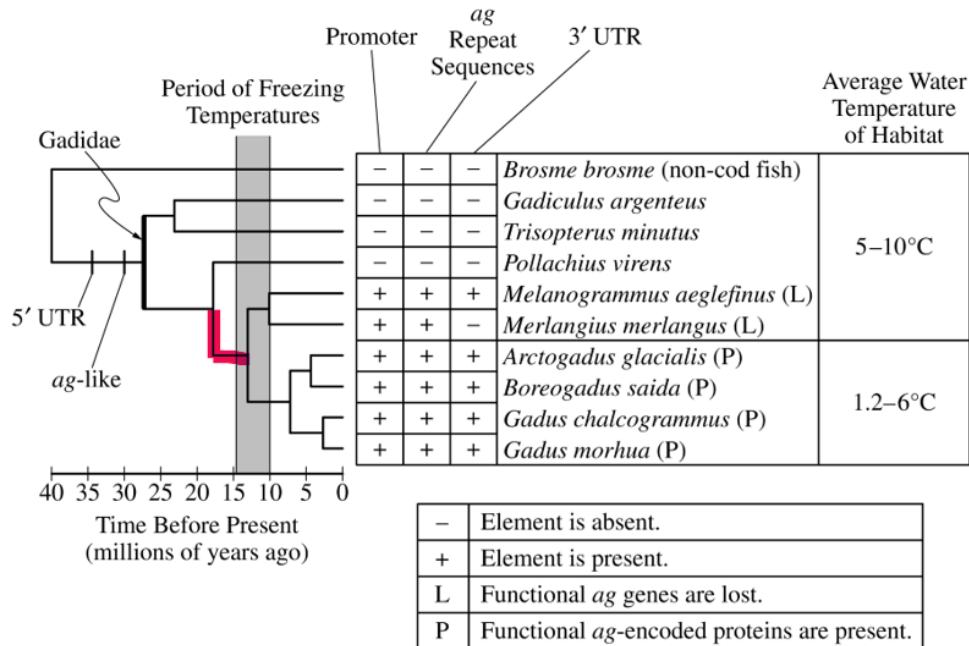 Promoter
ag
Repeat
Sequences
3′ UTR
Average Water
Temperature
of Habitat
Period of Freezing
Temperatures
Gadidae
5′ UTR
ag-like
− − − Brosme brosme (non-cod fish)
− − − Gadiculus argenteus
− − − Trisopterus minutus
− − − Pollachius virens
+ + + Melanogrammus aeglefinus (L)
+ + − Merlangius merlangus (L)
5–10°C
+ + + Arctogadus glacialis (P)
+ + + Boreogadus saida (P)
+ + + Gadus chalcogrammus (P)
+ + + Gadus morhua (P)
1.2–6°C
40 35 30 25 20 15 10 5 0
Time Before Present
(millions of years ago)
− Element is absent.
+ Element is present.
L Functional ag genes are lost.
P Functional ag-encoded proteins are present.